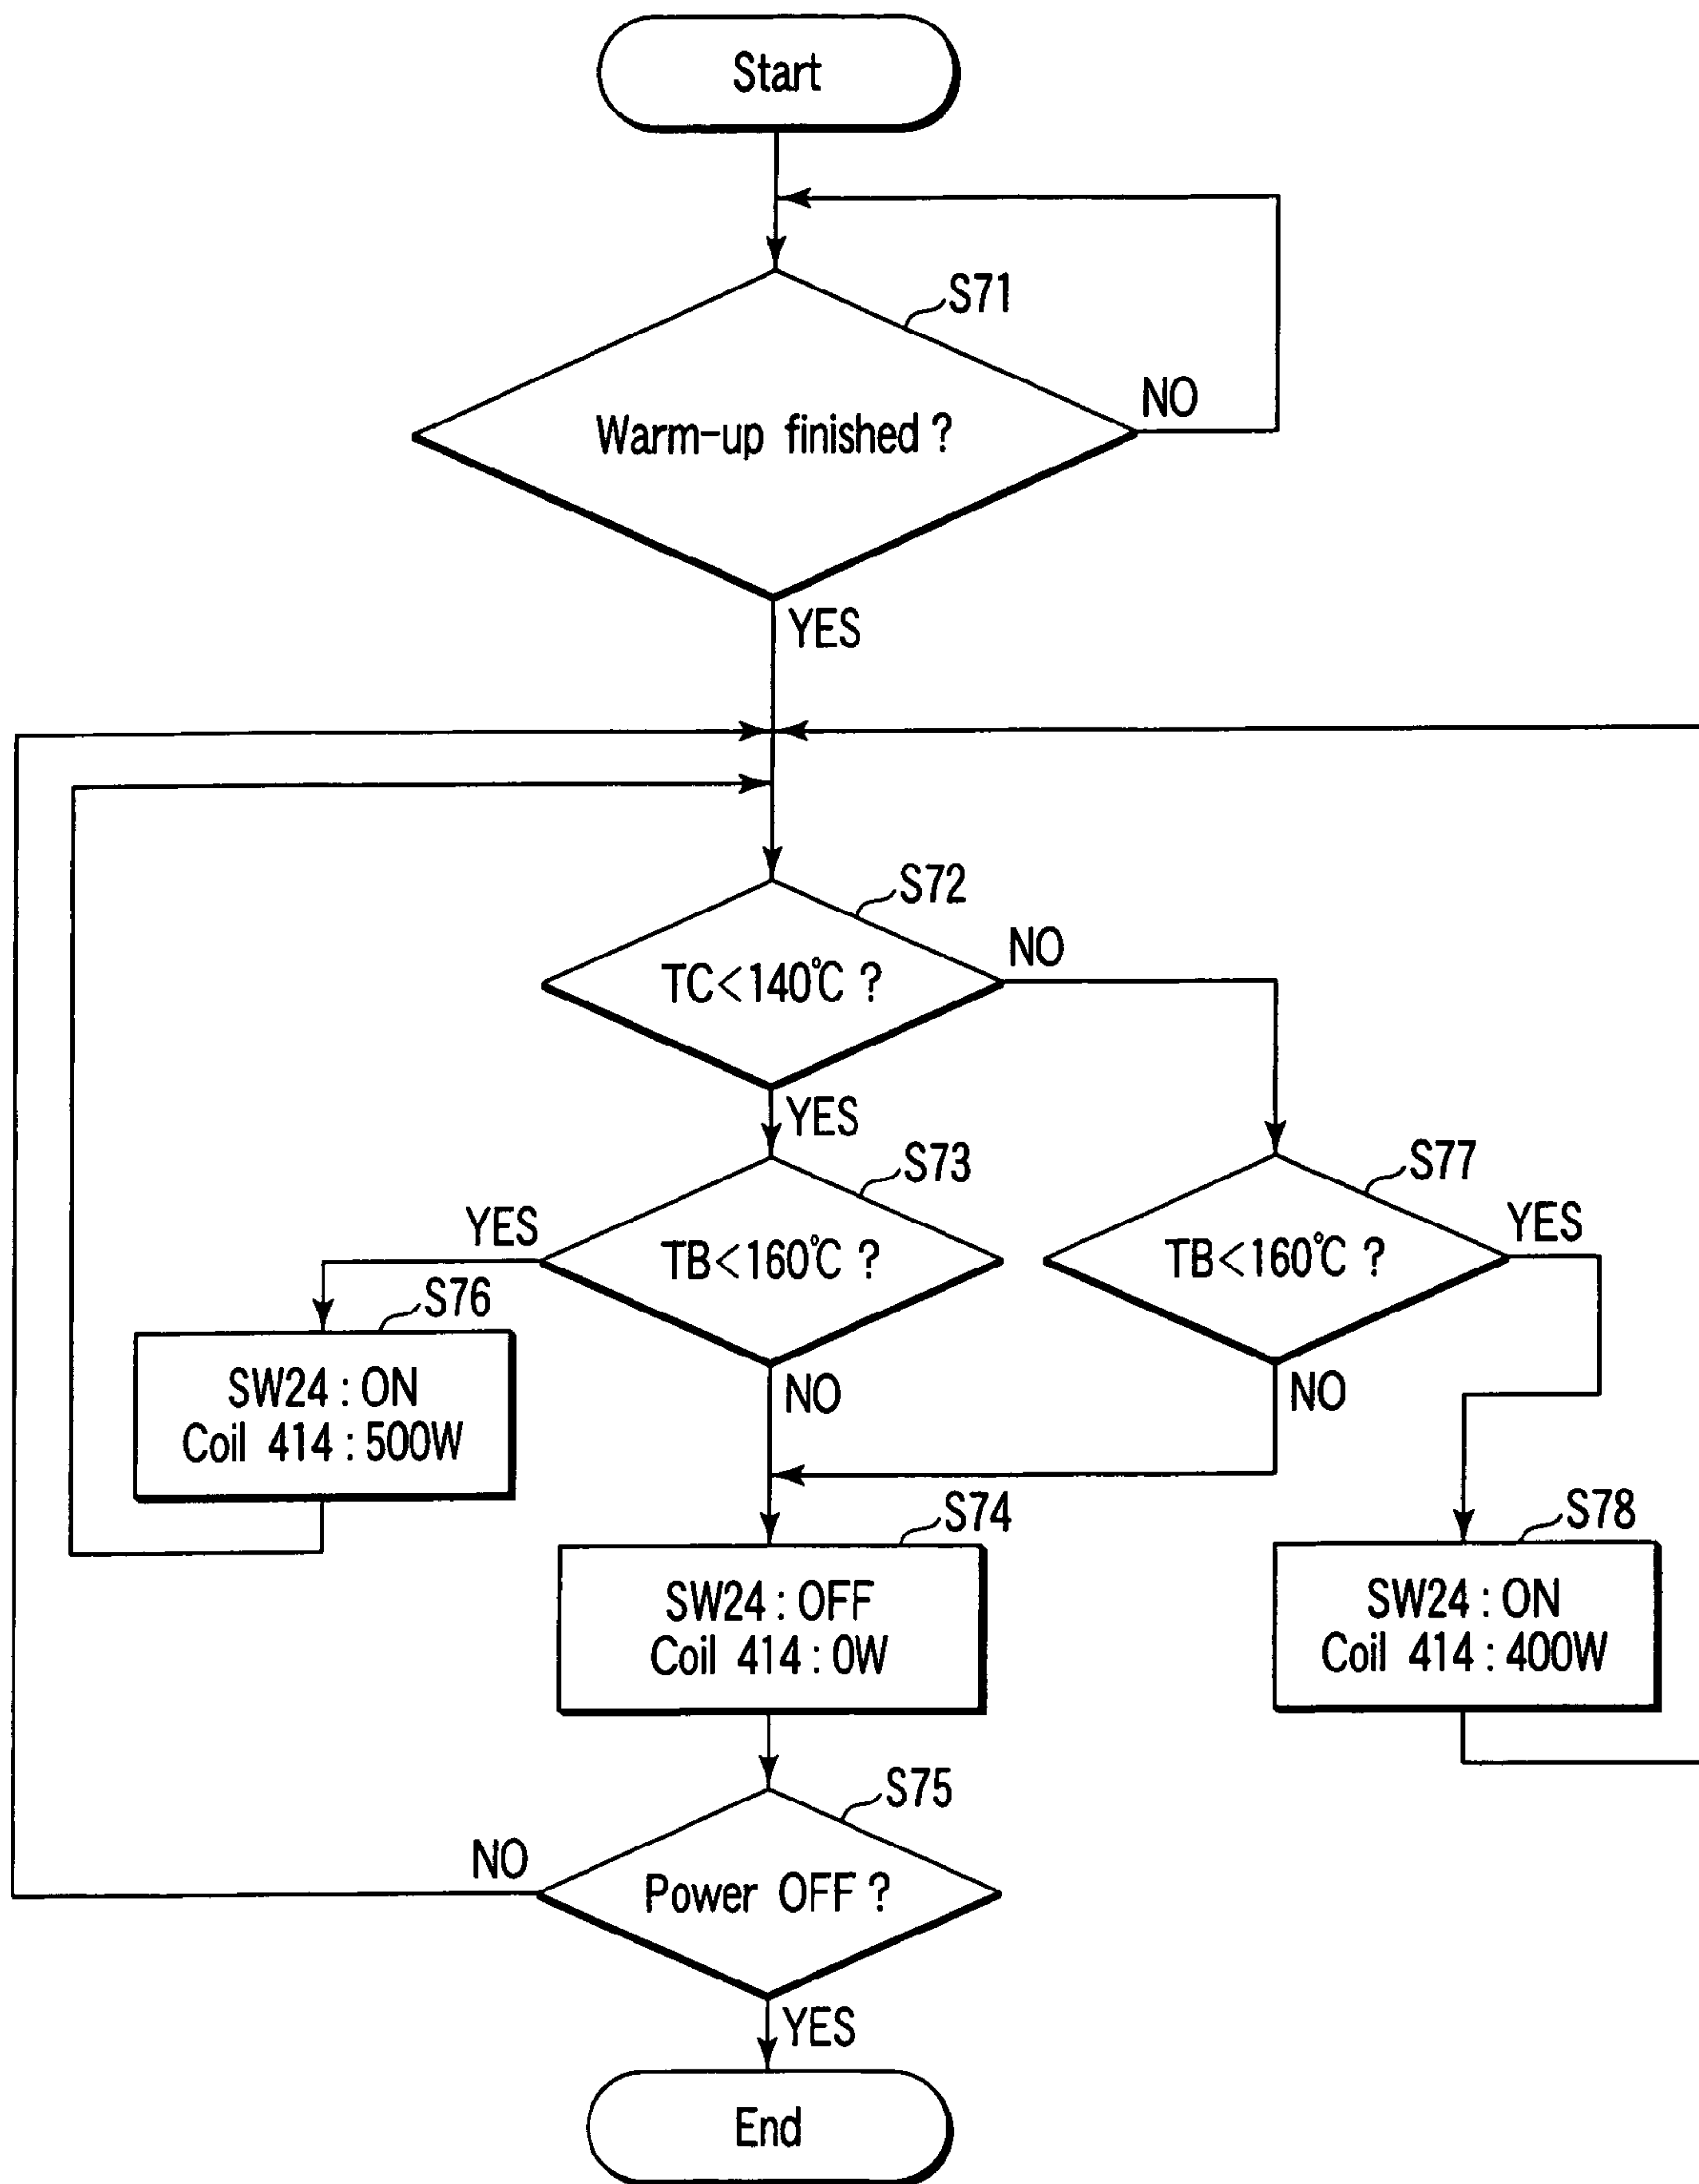 Start
S71
Warm-up finished ?
NO
YES
S72
TC<140℃ ?
NO
YES
S73
TB<160℃ ?
YES
NO
S77
TB<160℃ ?
YES
NO
S76
SW24 : ON
Coil 414 : 500W
S74
SW24 : OFF
Coil 414 : 0W
S78
SW24 : ON
Coil 414 : 400W
S75
Power OFF ?
NO
YES
End